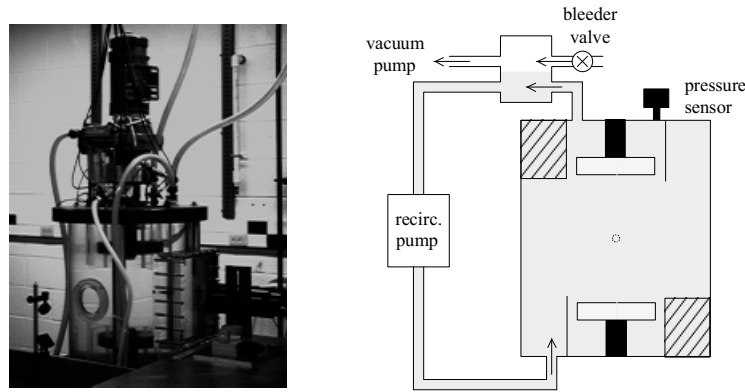 bleeder
valve
vacuum
pump
pressure
sensor
recirc.
pump